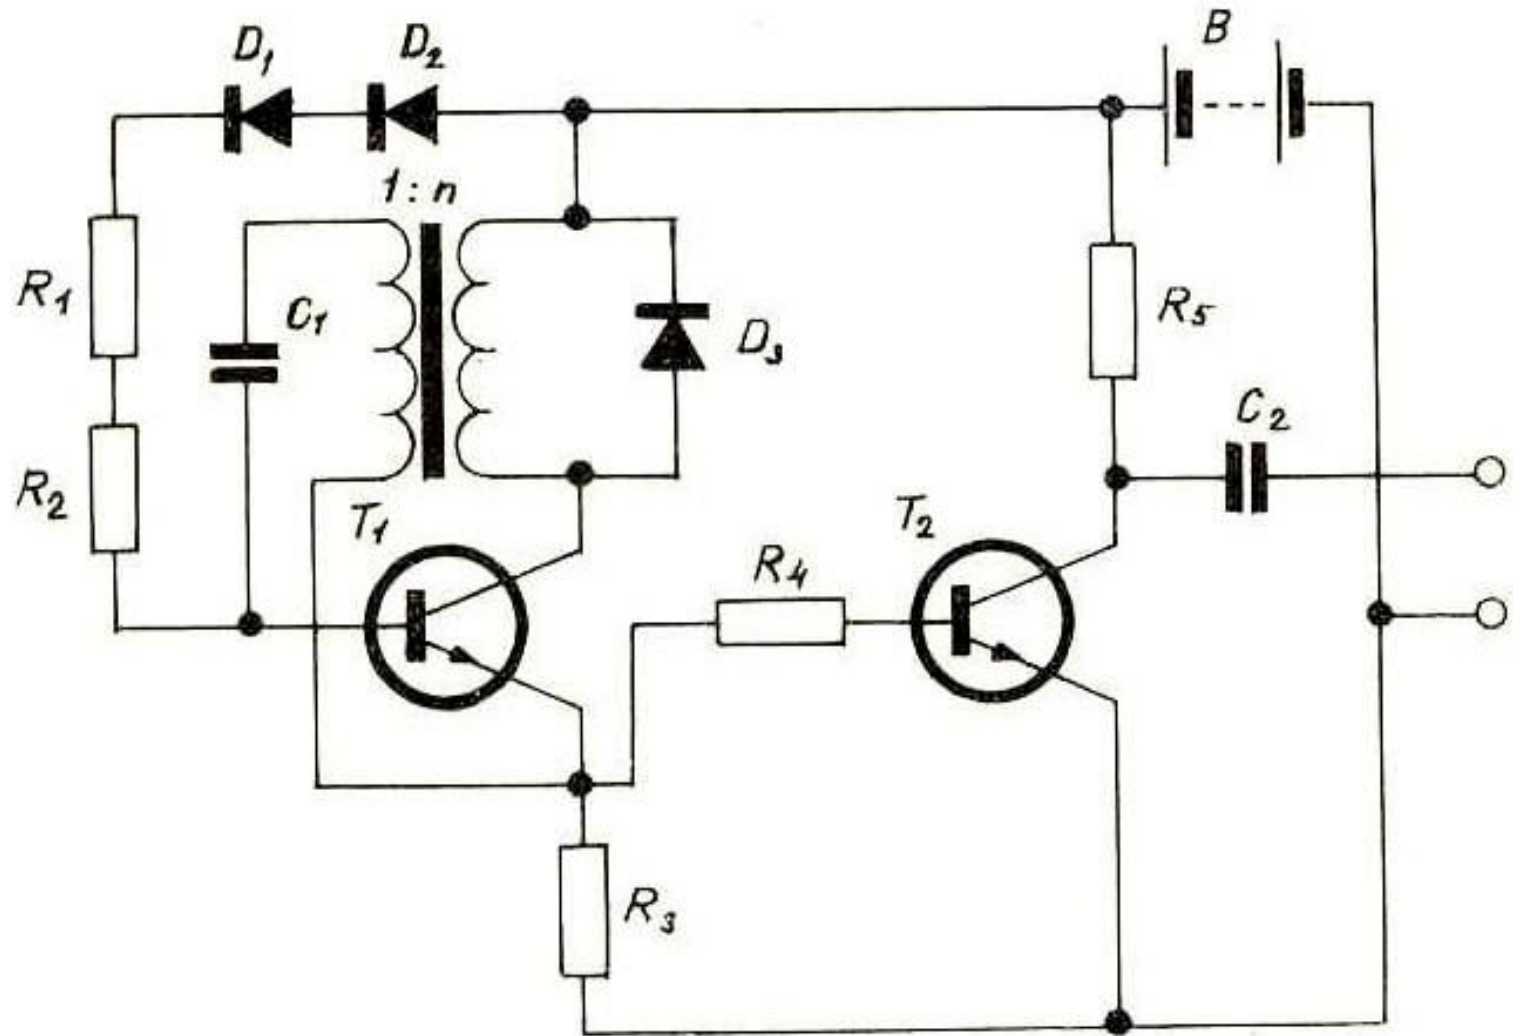 D₁ D₂ B
1:n
R₁ C₁ D₃ R₅
R₂ T₁ T₂ C₂
R₄
R₃